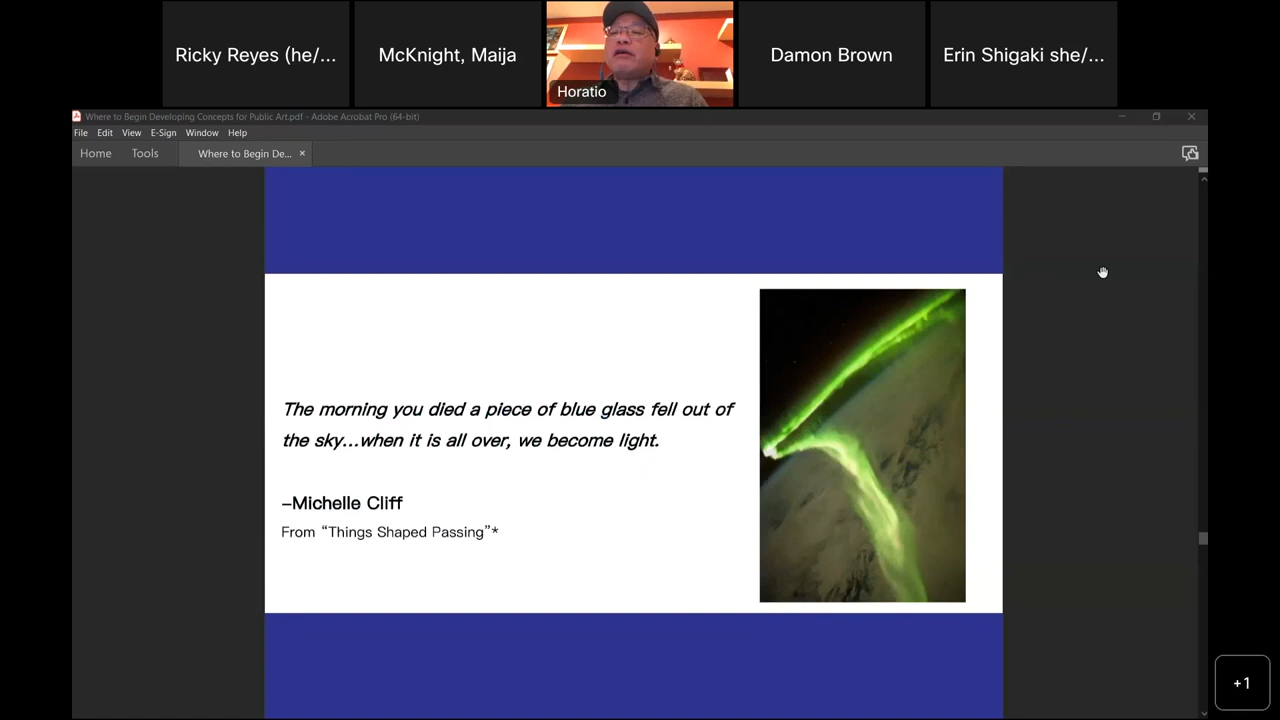 Ricky Reyes (he/...
McKnight, Maija
Horatio
Damon Brown
Erin Shigaki she/...
Where to Begin Developing Concepts for Public Art.pdf - Adobe Acrobat Pro (64-bit)
File Edit View E-Sign Window Help
Home Tools Where to Begin De... ×
The morning you died a piece of blue glass fell out of
the sky...when it is all over, we become light.
–Michelle Cliff
From “Things Shaped Passing”*
+1